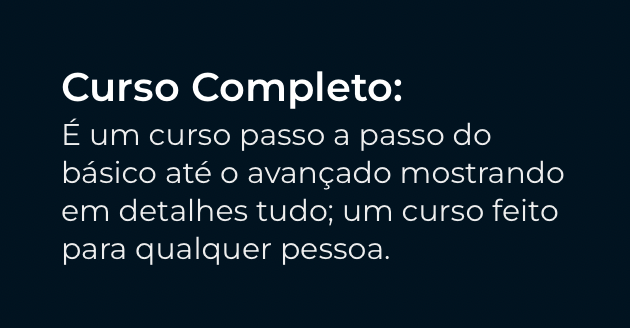 Curso Completo:
É um curso passo a passo do
básico até o avançado mostrando
em detalhes tudo; um curso feito
para qualquer pessoa.